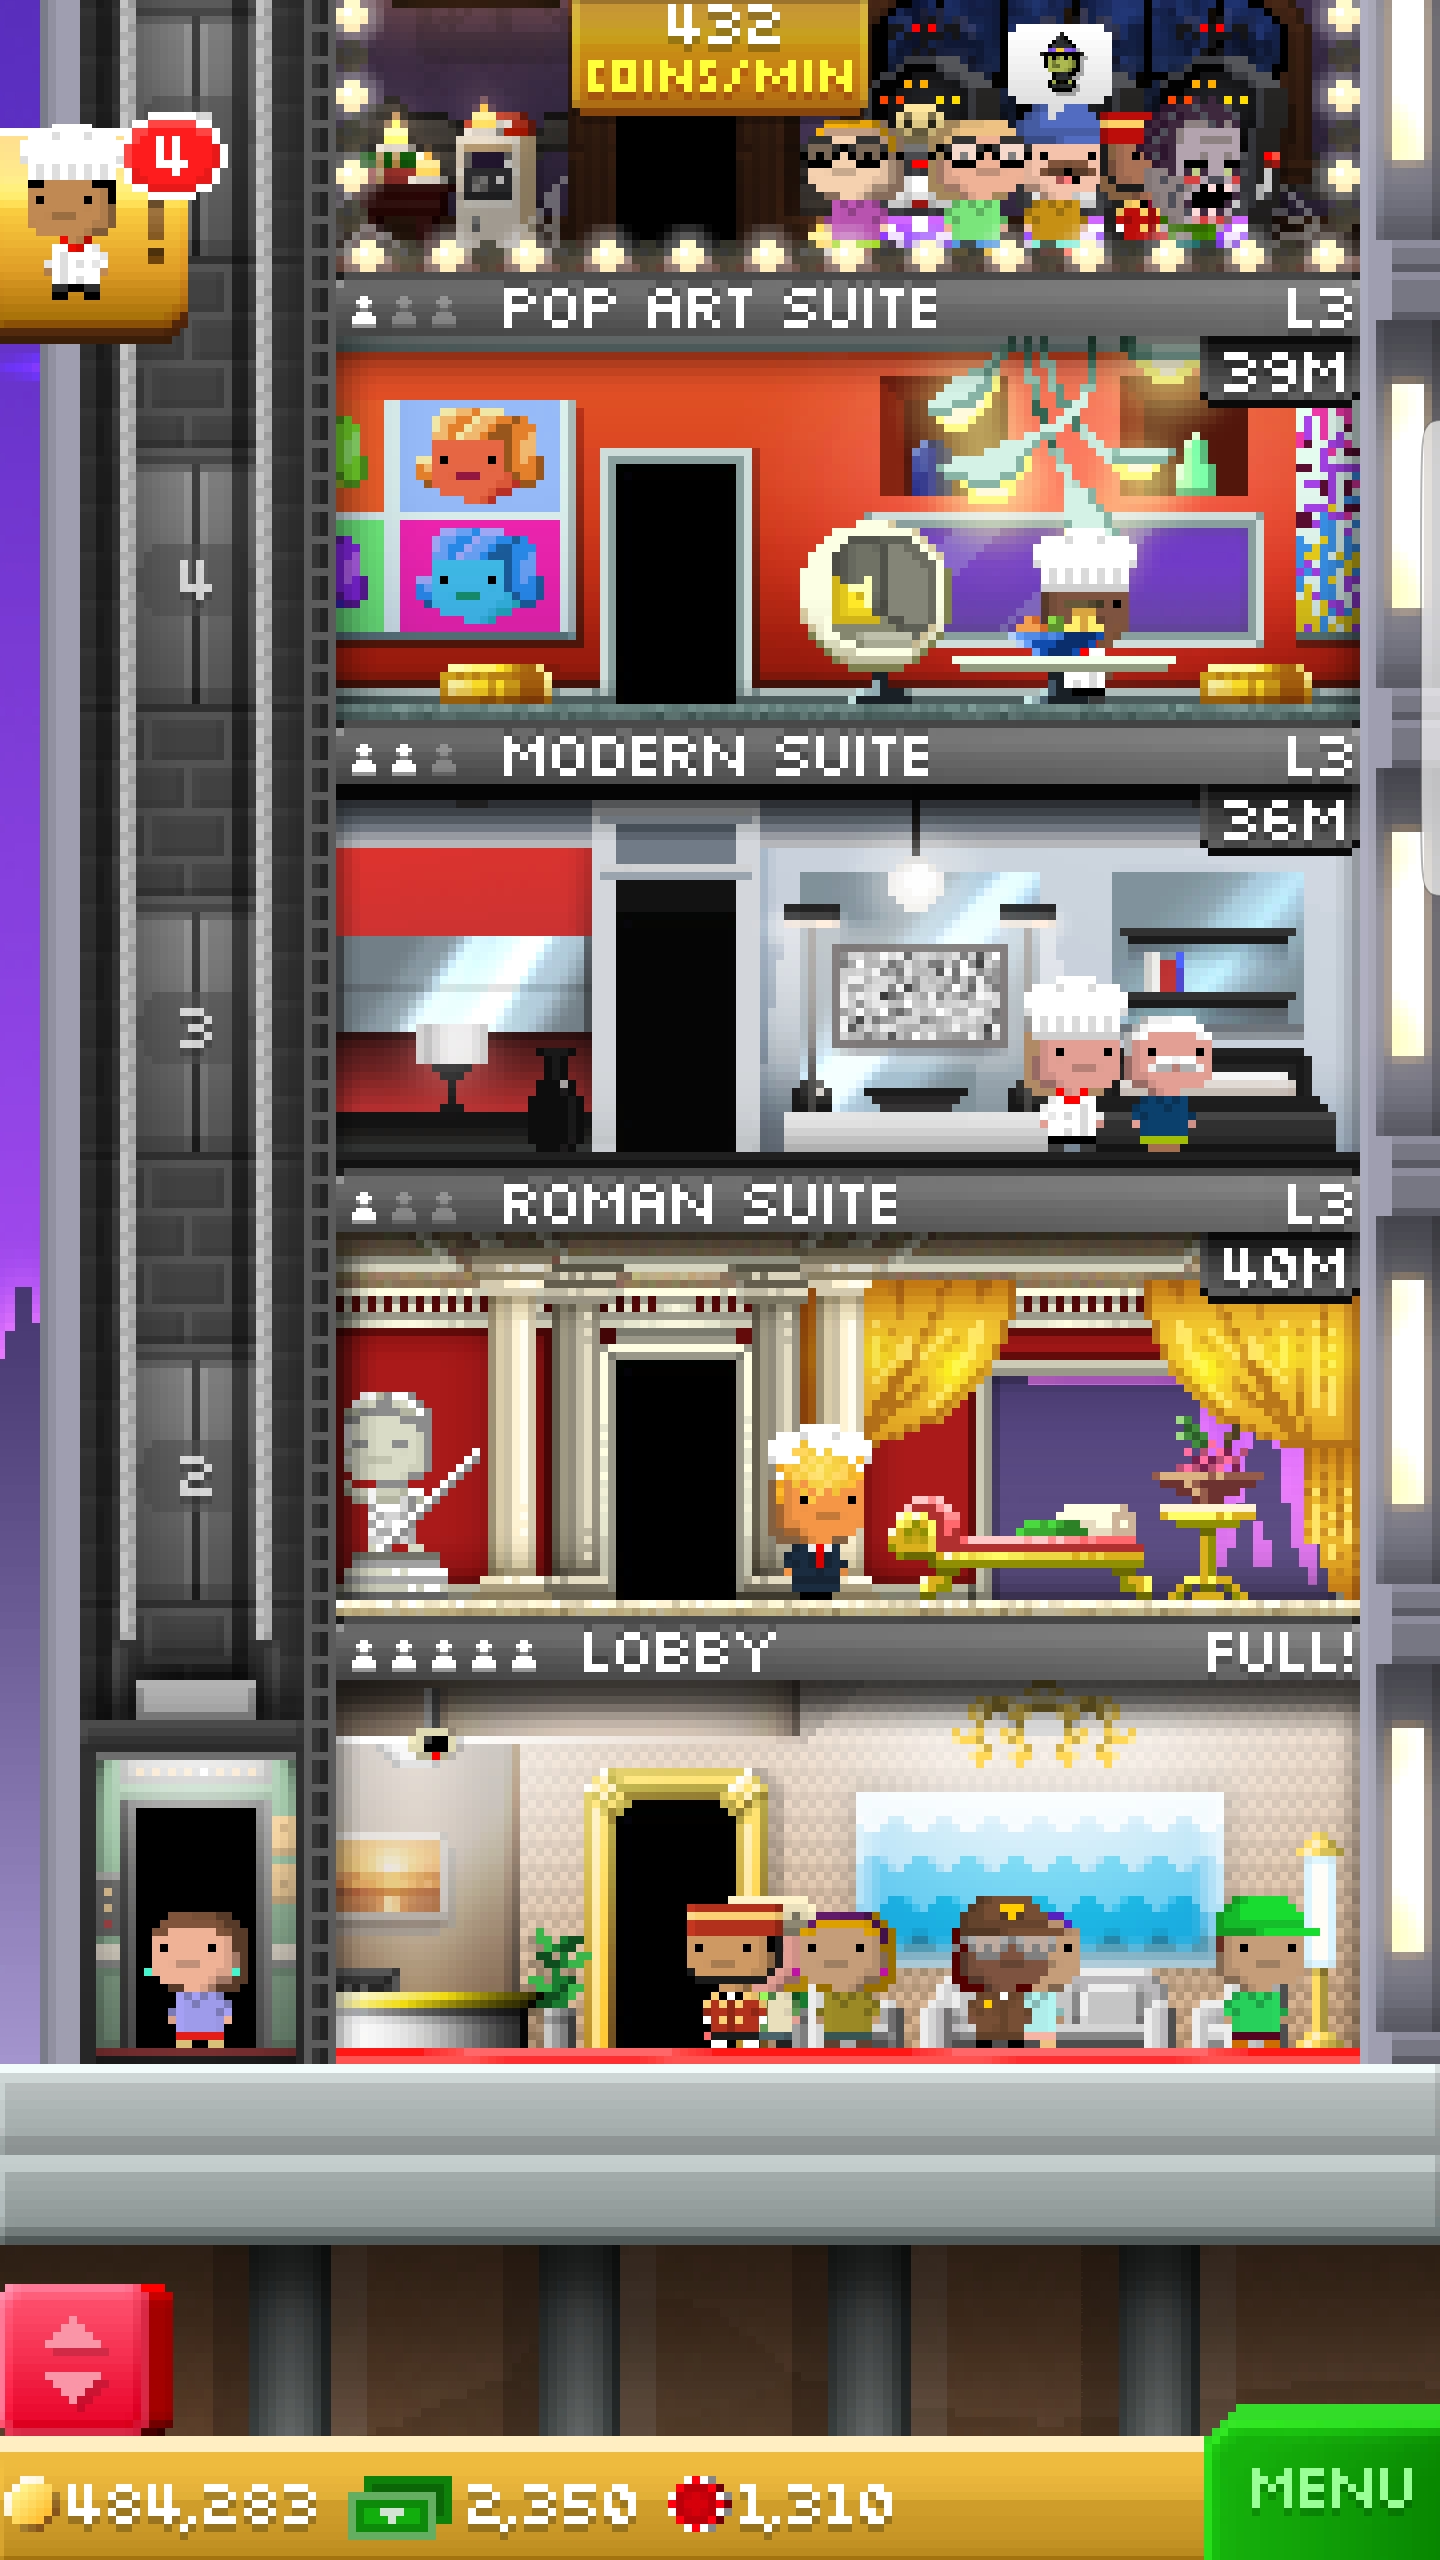 432
COINS/MIN
4
POP ART SUITE L3
39M
4
MODERN SUITE L3
36M
3
ROMAN SUITE L3
40M
2
LOBBY FULL!
484,283 2,350 1,310
MENU